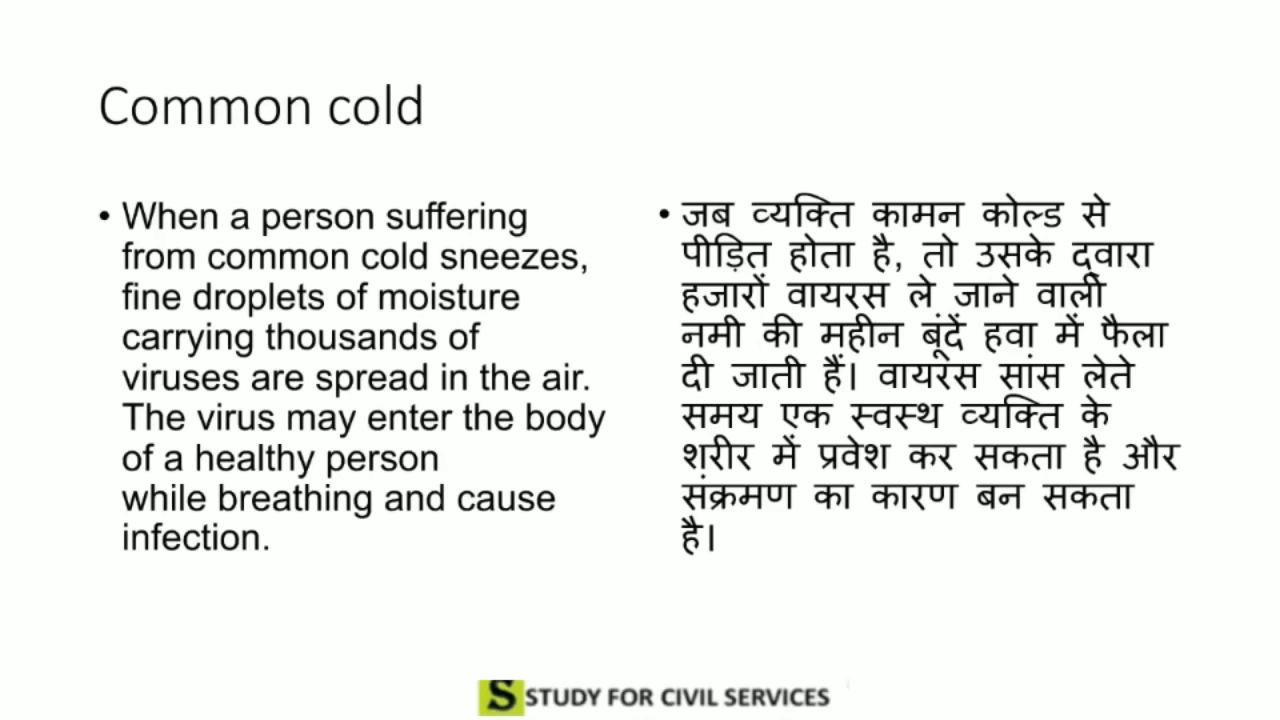 Common cold
• When a person suffering
from common cold sneezes,
fine droplets of moisture
carrying thousands of
viruses are spread in the air.
The virus may enter the body
of a healthy person
while breathing and cause
infection.
• जब व्यक्ति कामन कोल्ड से
पीड़ित होता है, तो उसके द्वारा
हजारों वायरस ले जाने वाली
नमी की महीन बूंदें हवा में फैला
दी जाती हैं। वायरस सांस लेते
समय एक स्वस्थ व्यक्ति के
शरीर में प्रवेश कर सकता है और
संक्रमण का कारण बन सकता
है।
S STUDY FOR CIVIL SERVICES